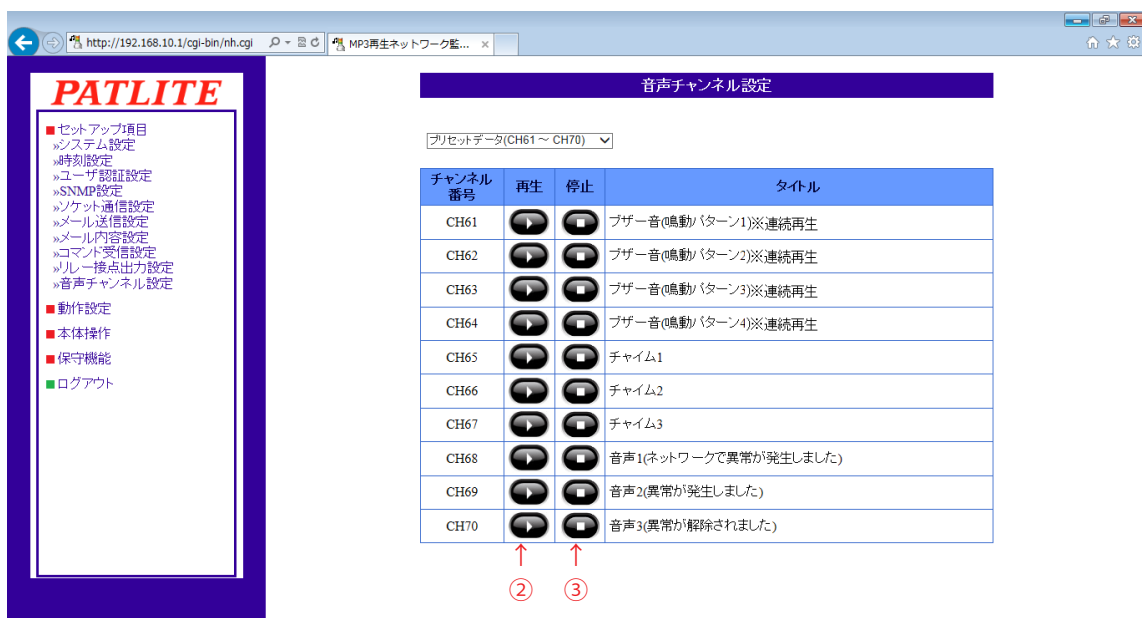 http://192.168.10.1/cgi-bin/nh.cgi
MP3再生ネットワーク監...
PATLITE
セットアップ項目
»システム設定
»時刻設定
»ユーザ認証設定
»SNMP設定
»ソケット通信設定
»メール送信設定
»メール内容設定
»コマンド受信設定
»リレー接点出力設定
»音声チャンネル設定
動作設定
本体操作
保守機能
ログアウト
音声チャンネル設定
プリセットデータ(CH61～CH70)
チャンネル番号 再生 停止 タイトル
CH61 ブザー音(鳴動パターン1)※連続再生
CH62 ブザー音(鳴動パターン2)※連続再生
CH63 ブザー音(鳴動パターン3)※連続再生
CH64 ブザー音(鳴動パターン4)※連続再生
CH65 チャイム1
CH66 チャイム2
CH67 チャイム3
CH68 音声1(ネットワークで異常が発生しました)
CH69 音声2(異常が発生しました)
CH70 音声3(異常が解除されました)
② ③